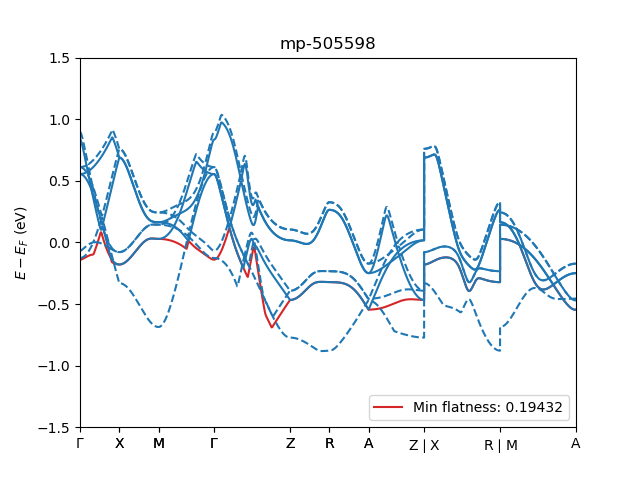 mp-505598
E − E_F (eV)
1.5
1.0
0.5
0.0
−0.5
−1.0
−1.5
Min flatness: 0.19432
Γ X M Γ Z R A Z | X R | M A